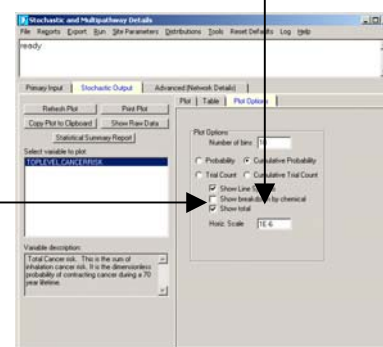 Stochastic and Multipathway Details
File Reports Export Run Site Parameters Distributions Tools Reset Defaults Log Help
ready
Primary Input Stochastic Output Advanced (Network Details)
Refresh Plot Print Plot
Copy Plot to Clipboard Show Raw Data
Statistical Summary Report
Select variable to plot:
TOPLEVEL.CANCERRISK
Variable description:
Total Cancer risk. This is the sum of
inhalation cancer risk. It is the dimensionless
probability of contracting cancer during a 70
year lifetime.
Plot Table Plot Options
Plot Options
Number of bins 10
Probability Cumulative Probability
Trial Count Cumulative Trial Count
Show Line
Show breakdown by chemical
Show total
Horiz. Scale 1E-6